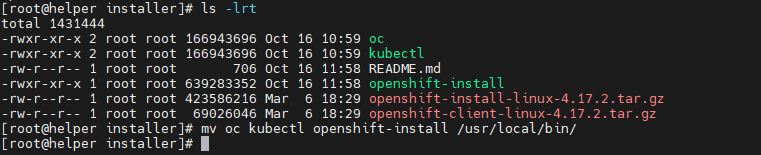 [root@helper installer]# ls -lrt
total 1431444
-rwxr-xr-x 2 root root 166943696 Oct 16 10:59 oc
-rwxr-xr-x 2 root root 166943696 Oct 16 10:59 kubectl
-rw-r--r-- 1 root root       706 Oct 16 11:58 README.md
-rwxr-xr-x 1 root root 639283352 Oct 16 11:58 openshift-install
-rw-r--r-- 1 root root 423586216 Mar  6 18:29 openshift-install-linux-4.17.2.tar.gz
-rw-r--r-- 1 root root  69026046 Mar  6 18:29 openshift-client-linux-4.17.2.tar.gz
[root@helper installer]# mv oc kubectl openshift-install /usr/local/bin/
[root@helper installer]#